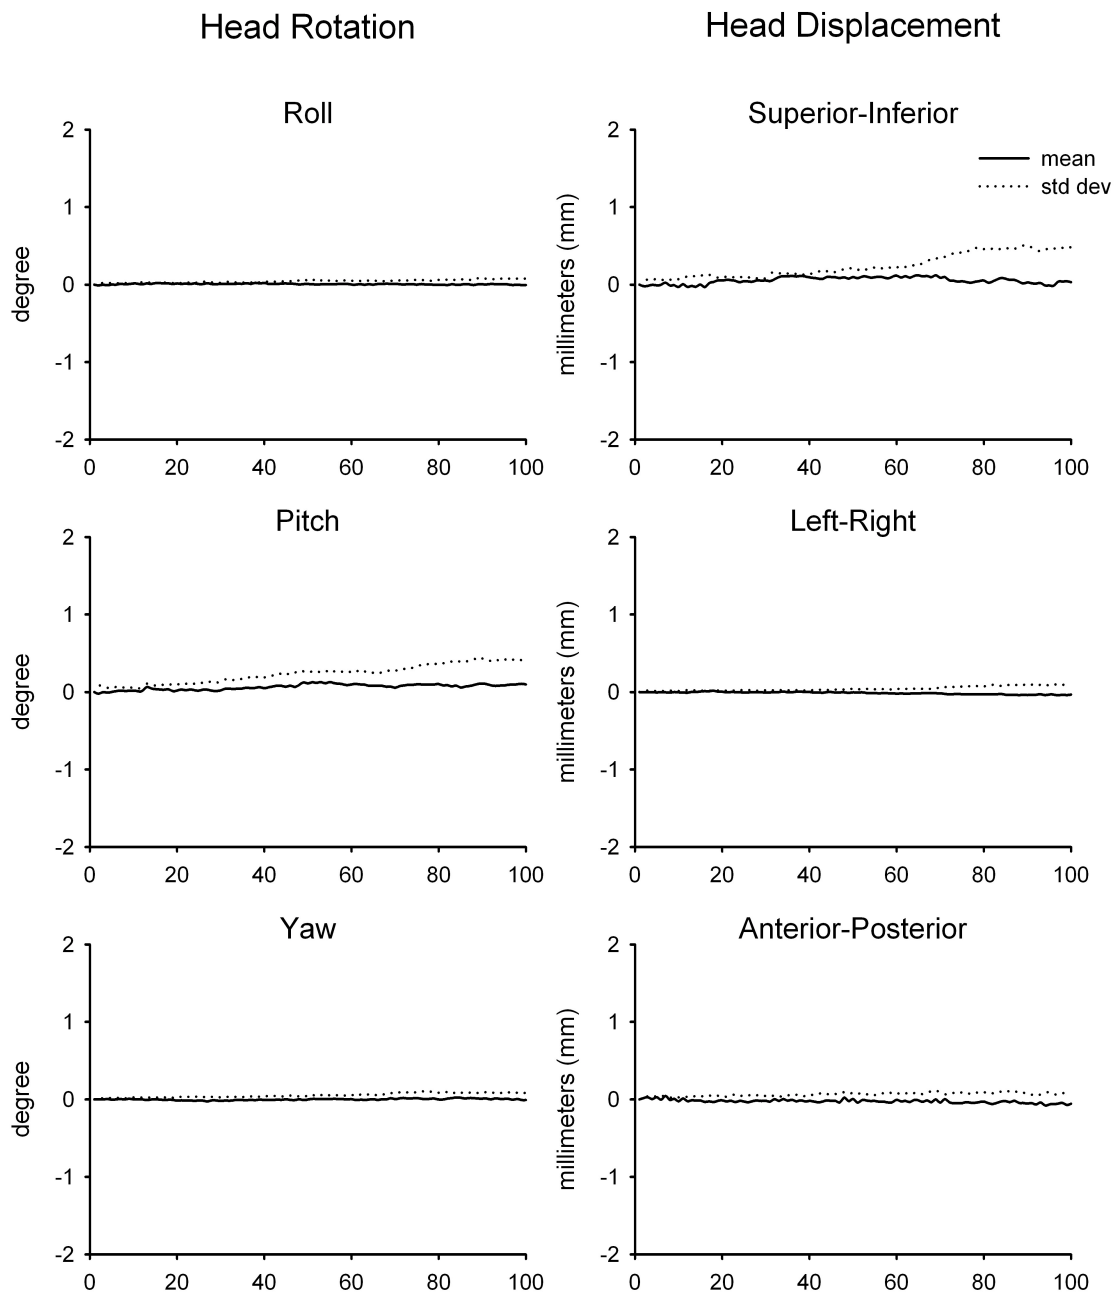 Head Rotation
Head Displacement
Roll
2
1
0
-1
-2
degree
0 20 40 60 80 100
Superior-Inferior
mean
std dev
2
1
0
-1
-2
millimeters (mm)
0 20 40 60 80 100
Pitch
2
1
0
-1
-2
degree
0 20 40 60 80 100
Left-Right
2
1
0
-1
-2
millimeters (mm)
0 20 40 60 80 100
Yaw
2
1
0
-1
-2
degree
0 20 40 60 80 100
Anterior-Posterior
2
1
0
-1
-2
millimeters (mm)
0 20 40 60 80 100